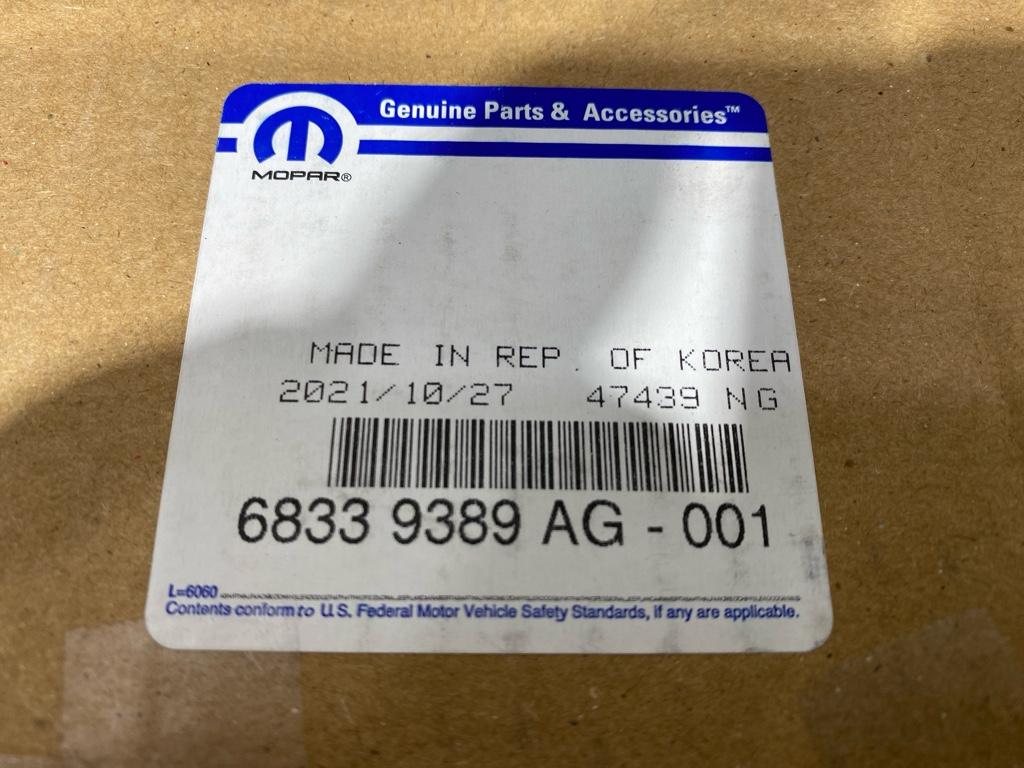 Genuine Parts & Accessories™
MOPAR®
MADE IN REP. OF KOREA
2021/10/27 47439 NG
6833 9389 AG - 001
L=6060
Contents conform to U.S. Federal Motor Vehicle Safety Standards, if any are applicable.